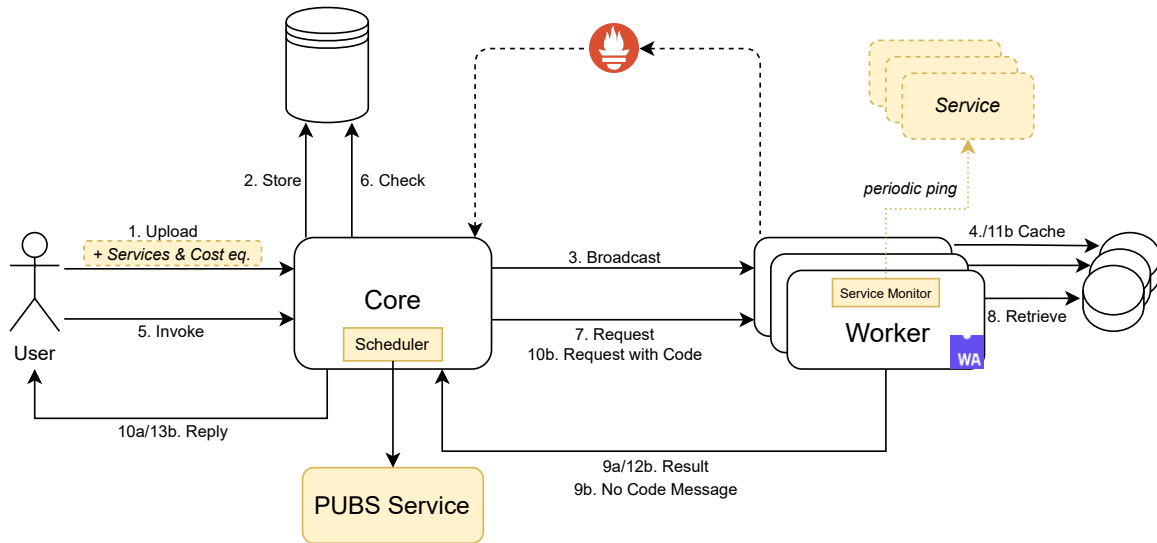 Service
2. Store
6. Check
periodic ping
1. Upload
+ Services & Cost eq.
3. Broadcast
4./11b Cache
Core
Service Monitor
5. Invoke
7. Request
8. Retrieve
Scheduler
Worker
User
10b. Request with Code
WA
10a/13b. Reply
9a/12b. Result
9b. No Code Message
PUBS Service